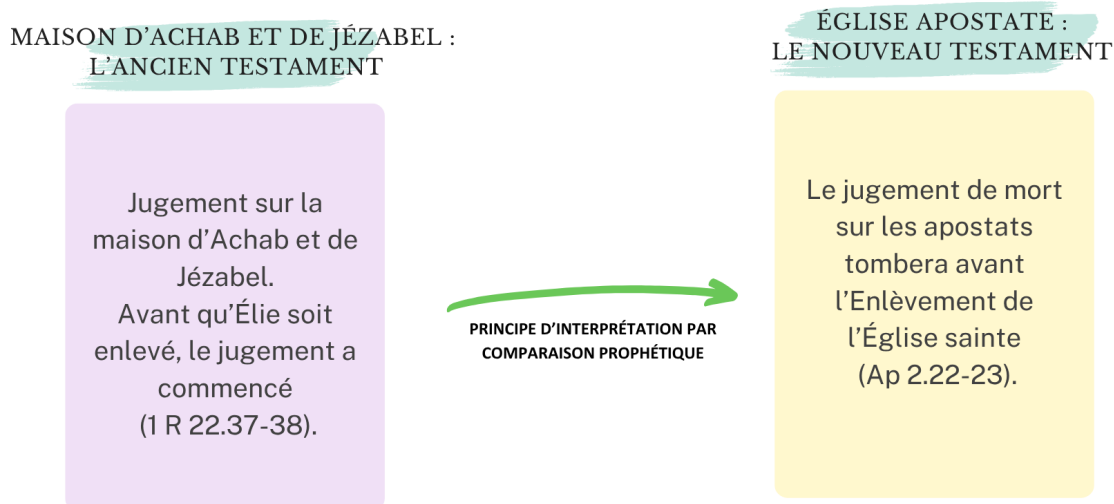 MAISON D’ACHAB ET DE JÉZABEL :
L’ANCIEN TESTAMENT
Jugement sur la
maison d’Achab et de
Jézabel.
Avant qu’Élie soit
enlevé, le jugement a
commencé
(1 R 22.37-38).
PRINCIPE D’INTERPRÉTATION PAR
COMPARAISON PROPHÉTIQUE
ÉGLISE APOSTATE :
LE NOUVEAU TESTAMENT
Le jugement de mort
sur les apostats
tombera avant
l’Enlèvement de
l’Église sainte
(Ap 2.22-23).